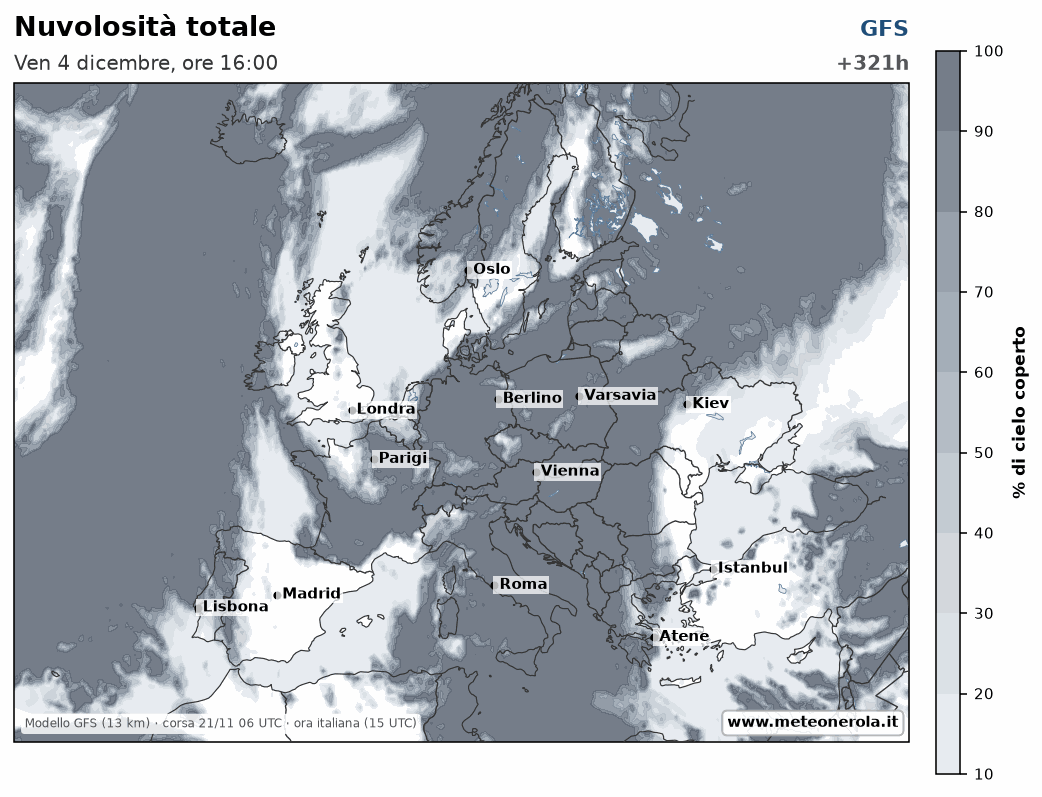 Nuvolosità totale
GFS
Ven 4 dicembre, ore 16:00
+321h
100
90
80
70
60
50
40
30
20
10
% di cielo coperto
Oslo
Berlino
Varsavia
Kiev
Londra
Parigi
Vienna
Istanbul
Roma
Madrid
Lisbona
Atene
Modello GFS (13 km) · corsa 21/11 06 UTC · ora italiana (15 UTC)
www.meteonerola.it